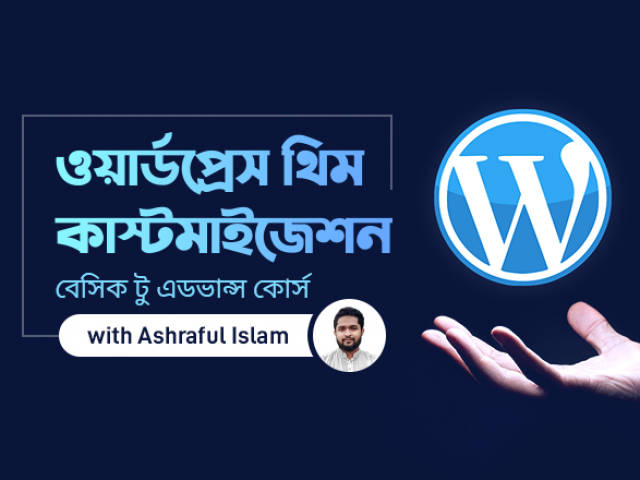 ওয়ার্ডপ্রেস থিম
কাস্টমাইজেশন
বেসিক টু এডভান্স কোর্স
with Ashraful Islam